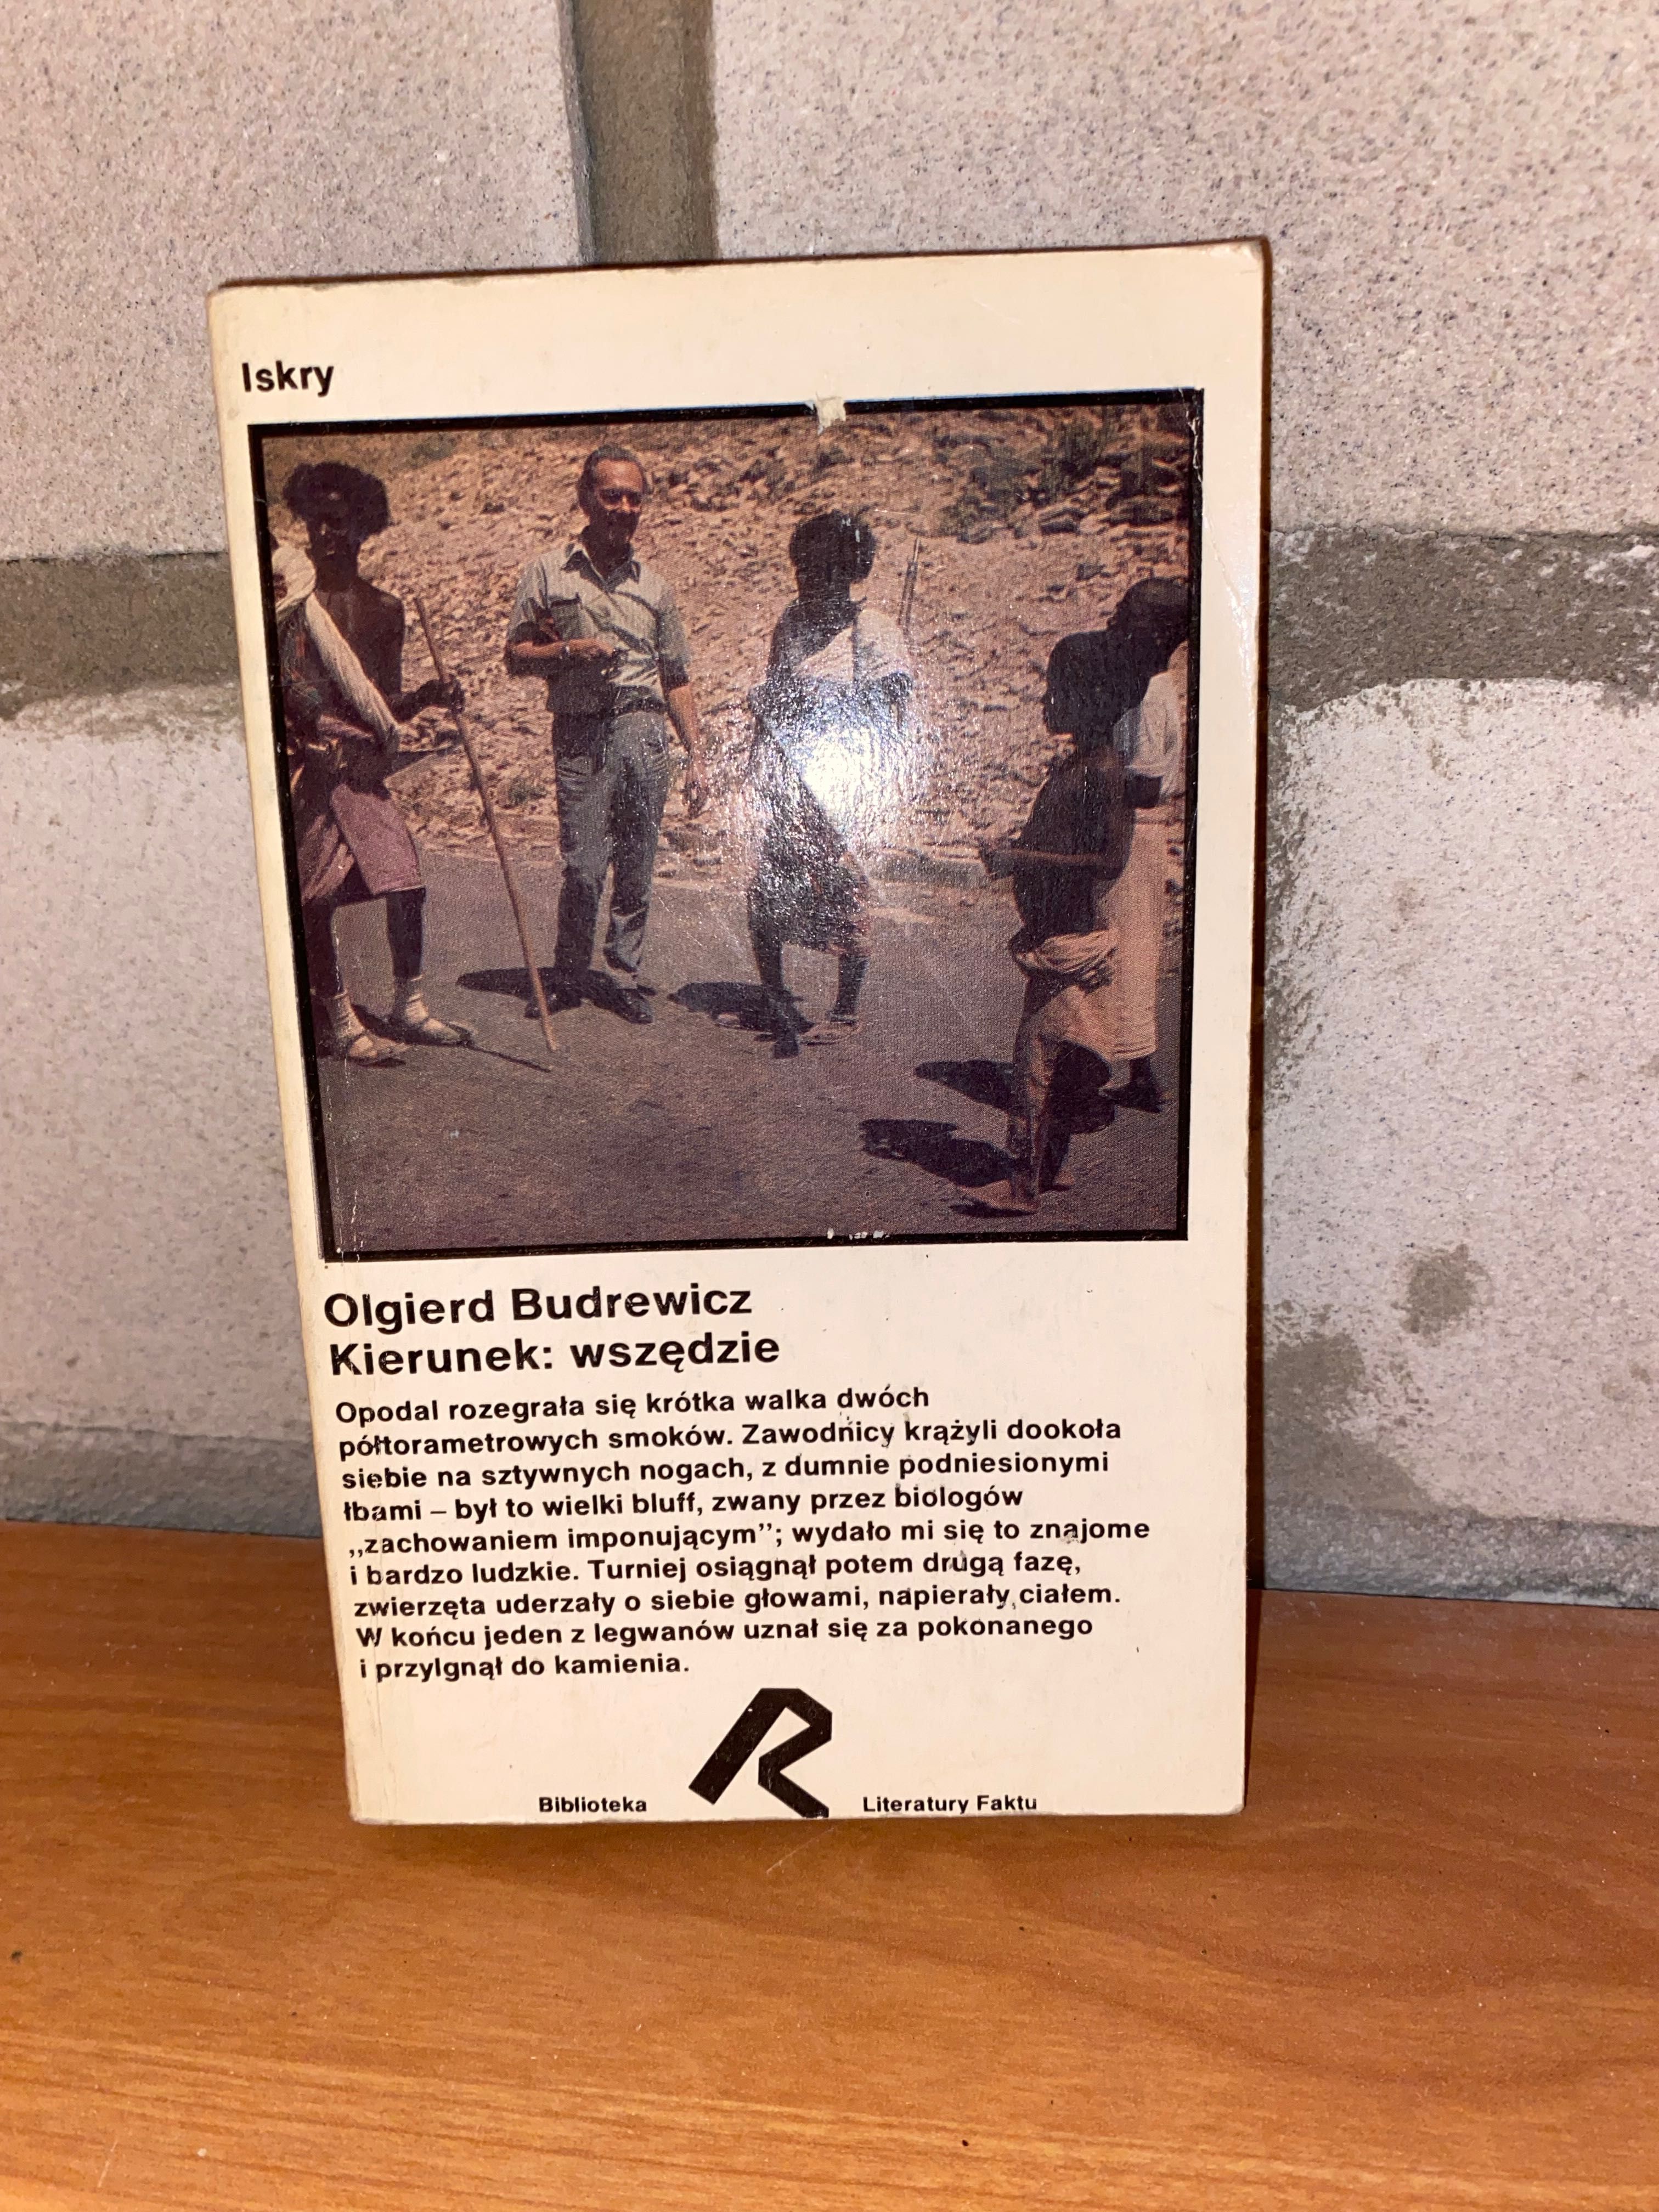 Iskry
Olgierd Budrewicz
Kierunek: wszędzie
Opodal rozegrała się krótka walka dwóch
półtorametrowych smoków. Zawodnicy krążyli dookoła
siebie na sztywnych nogach, z dumnie podniesionymi
łbami – był to wielki bluff, zwany przez biologów
„zachowaniem imponującym”; wydało mi się to znajome
i bardzo ludzkie. Turniej osiągnął potem drugą fazę,
zwierzęta uderzały o siebie głowami, napierały ciałem.
W końcu jeden z legwanów uznał się za pokonanego
i przylgnął do kamienia.
R
Biblioteka Literatury Faktu